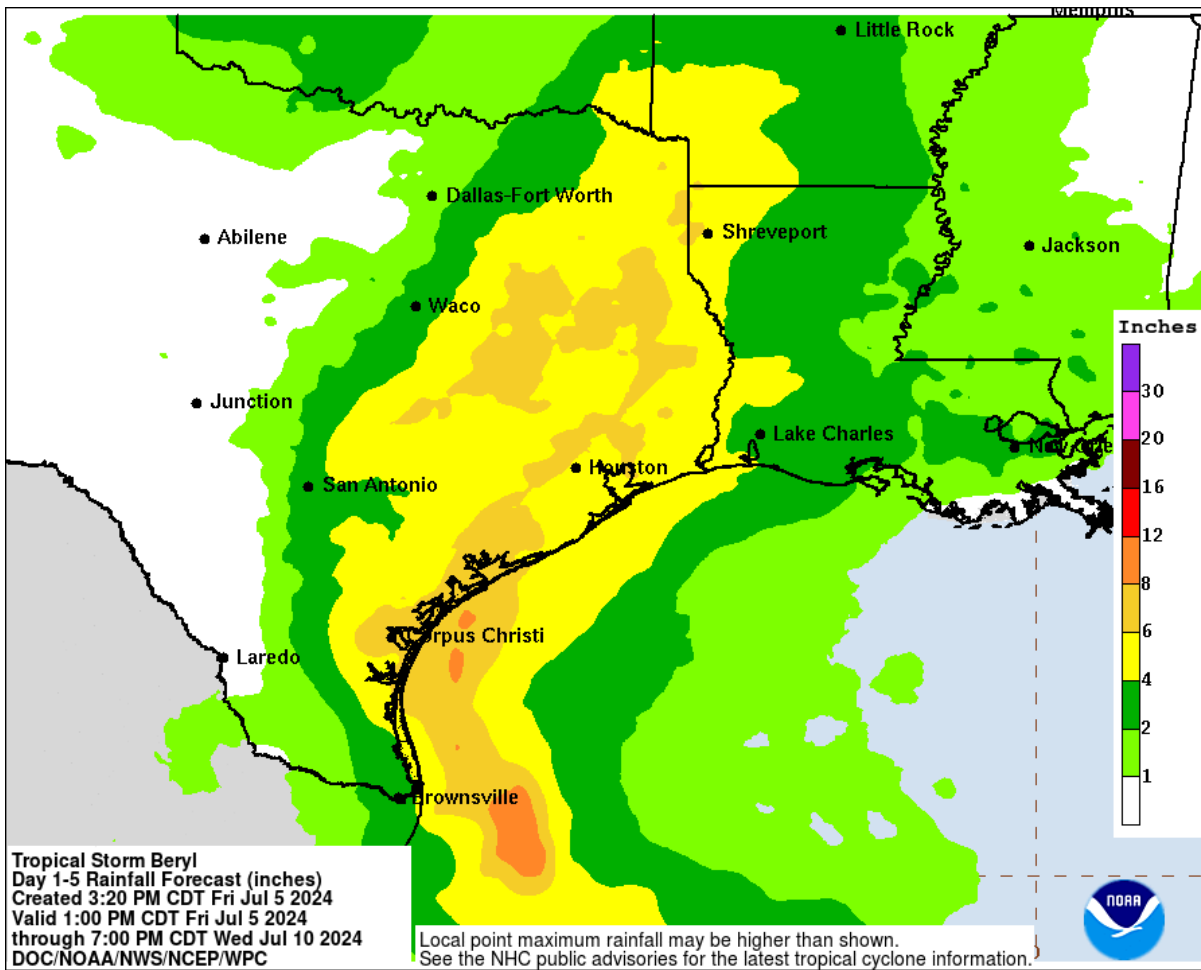 Memphis
Little Rock
Dallas-Fort Worth
Abilene
Shreveport
Jackson
Waco
Inches
Junction
30
Lake Charles
20
Houston
San Antonio
16
12
8
6
Corpus Christi
Laredo
4
2
1
Brownsville
Tropical Storm Beryl
Day 1-5 Rainfall Forecast (inches)
Created 3:20 PM CDT Fri Jul 5 2024
Valid 1:00 PM CDT Fri Jul 5 2024
through 7:00 PM CDT Wed Jul 10 2024
DOC/NOAA/NWS/NCEP/WPC
Local point maximum rainfall may be higher than shown.
See the NHC public advisories for the latest tropical cyclone information.
NOAA